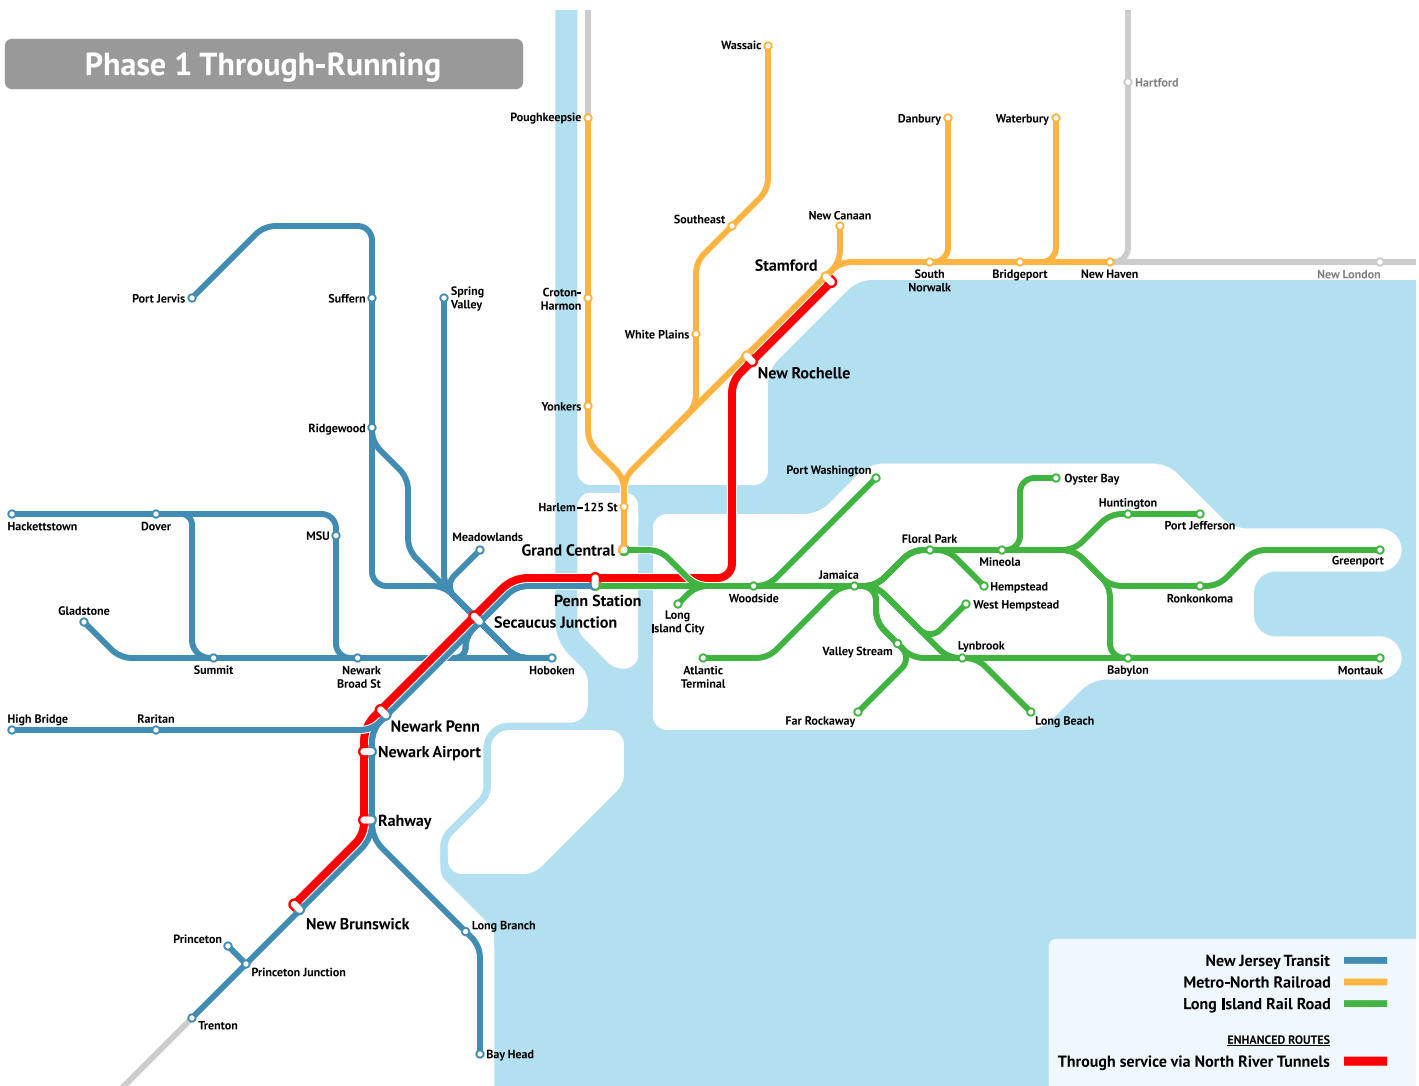 Phase 1 Through-Running
Wassaic
Hartford
Poughkeepsie
Danbury
Waterbury
Southeast
New Canaan
Stamford
South
Norwalk
Bridgeport
New Haven
New London
Port Jervis
Suffern
Spring
Valley
Croton-
Harmon
White Plains
New Rochelle
Yonkers
Ridgewood
Port Washington
Oyster Bay
Huntington
Port Jefferson
Harlem–125 St
Hackettstown
Dover
MSU
Meadowlands
Grand Central
Floral Park
Mineola
Greenport
Jamaica
Hempstead
Ronkonkoma
Woodside
Penn Station
West Hempstead
Gladstone
Secaucus Junction
Long
Island City
Valley Stream
Lynbrook
Summit
Newark
Broad St
Hoboken
Atlantic
Terminal
Babylon
Montauk
High Bridge
Raritan
Newark Penn
Far Rockaway
Long Beach
Newark Airport
Rahway
New Brunswick
Long Branch
Princeton
Princeton Junction
Trenton
Bay Head
New Jersey Transit
Metro-North Railroad
Long Island Rail Road
ENHANCED ROUTES
Through service via North River Tunnels